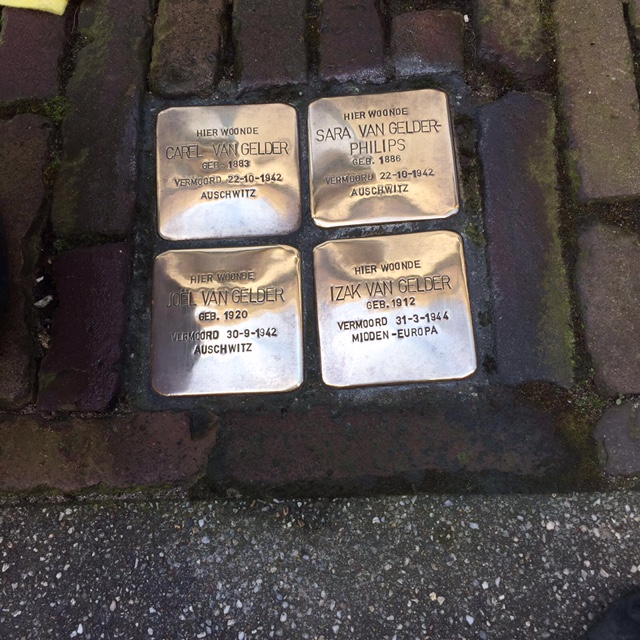 HIER WOONDE
CAREL VAN GELDER
GEB. 1883
VERMOORD 22-10-1942
AUSCHWITZ
HIER WOONDE
SARA VAN GELDER-
PHILIPS
GEB. 1886
VERMOORD 22-10-1942
AUSCHWITZ
HIER WOONDE
JOËL VAN GELDER
GEB. 1920
VERMOORD 30-9-1942
AUSCHWITZ
HIER WOONDE
IZAK VAN GELDER
GEB. 1912
VERMOORD 31-3-1944
MIDDEN-EUROPA